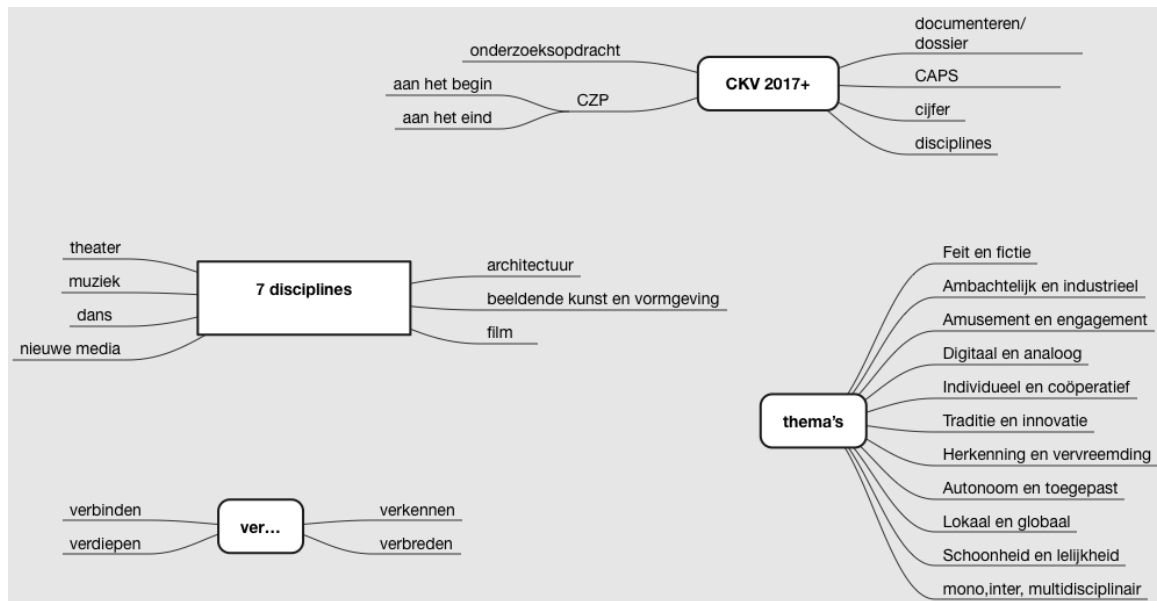 documenteren/
dossier
onderzoeksopdracht
CKV 2017+
CAPS
aan het begin
CZP
aan het eind
cijfer
disciplines
theater
muziek
dans
nieuwe media
7 disciplines
architectuur
beeldende kunst en vormgeving
film
thema's
Feit en fictie
Ambachtelijk en industrieel
Amusement en engagement
Digitaal en analoog
Individueel en coöperatief
Traditie en innovatie
Herkenning en vervreemding
Autonoom en toegepast
Lokaal en globaal
Schoonheid en lelijkheid
mono,inter, multidisciplinair
verbinden
verdiepen
ver...
verkennen
verbreden